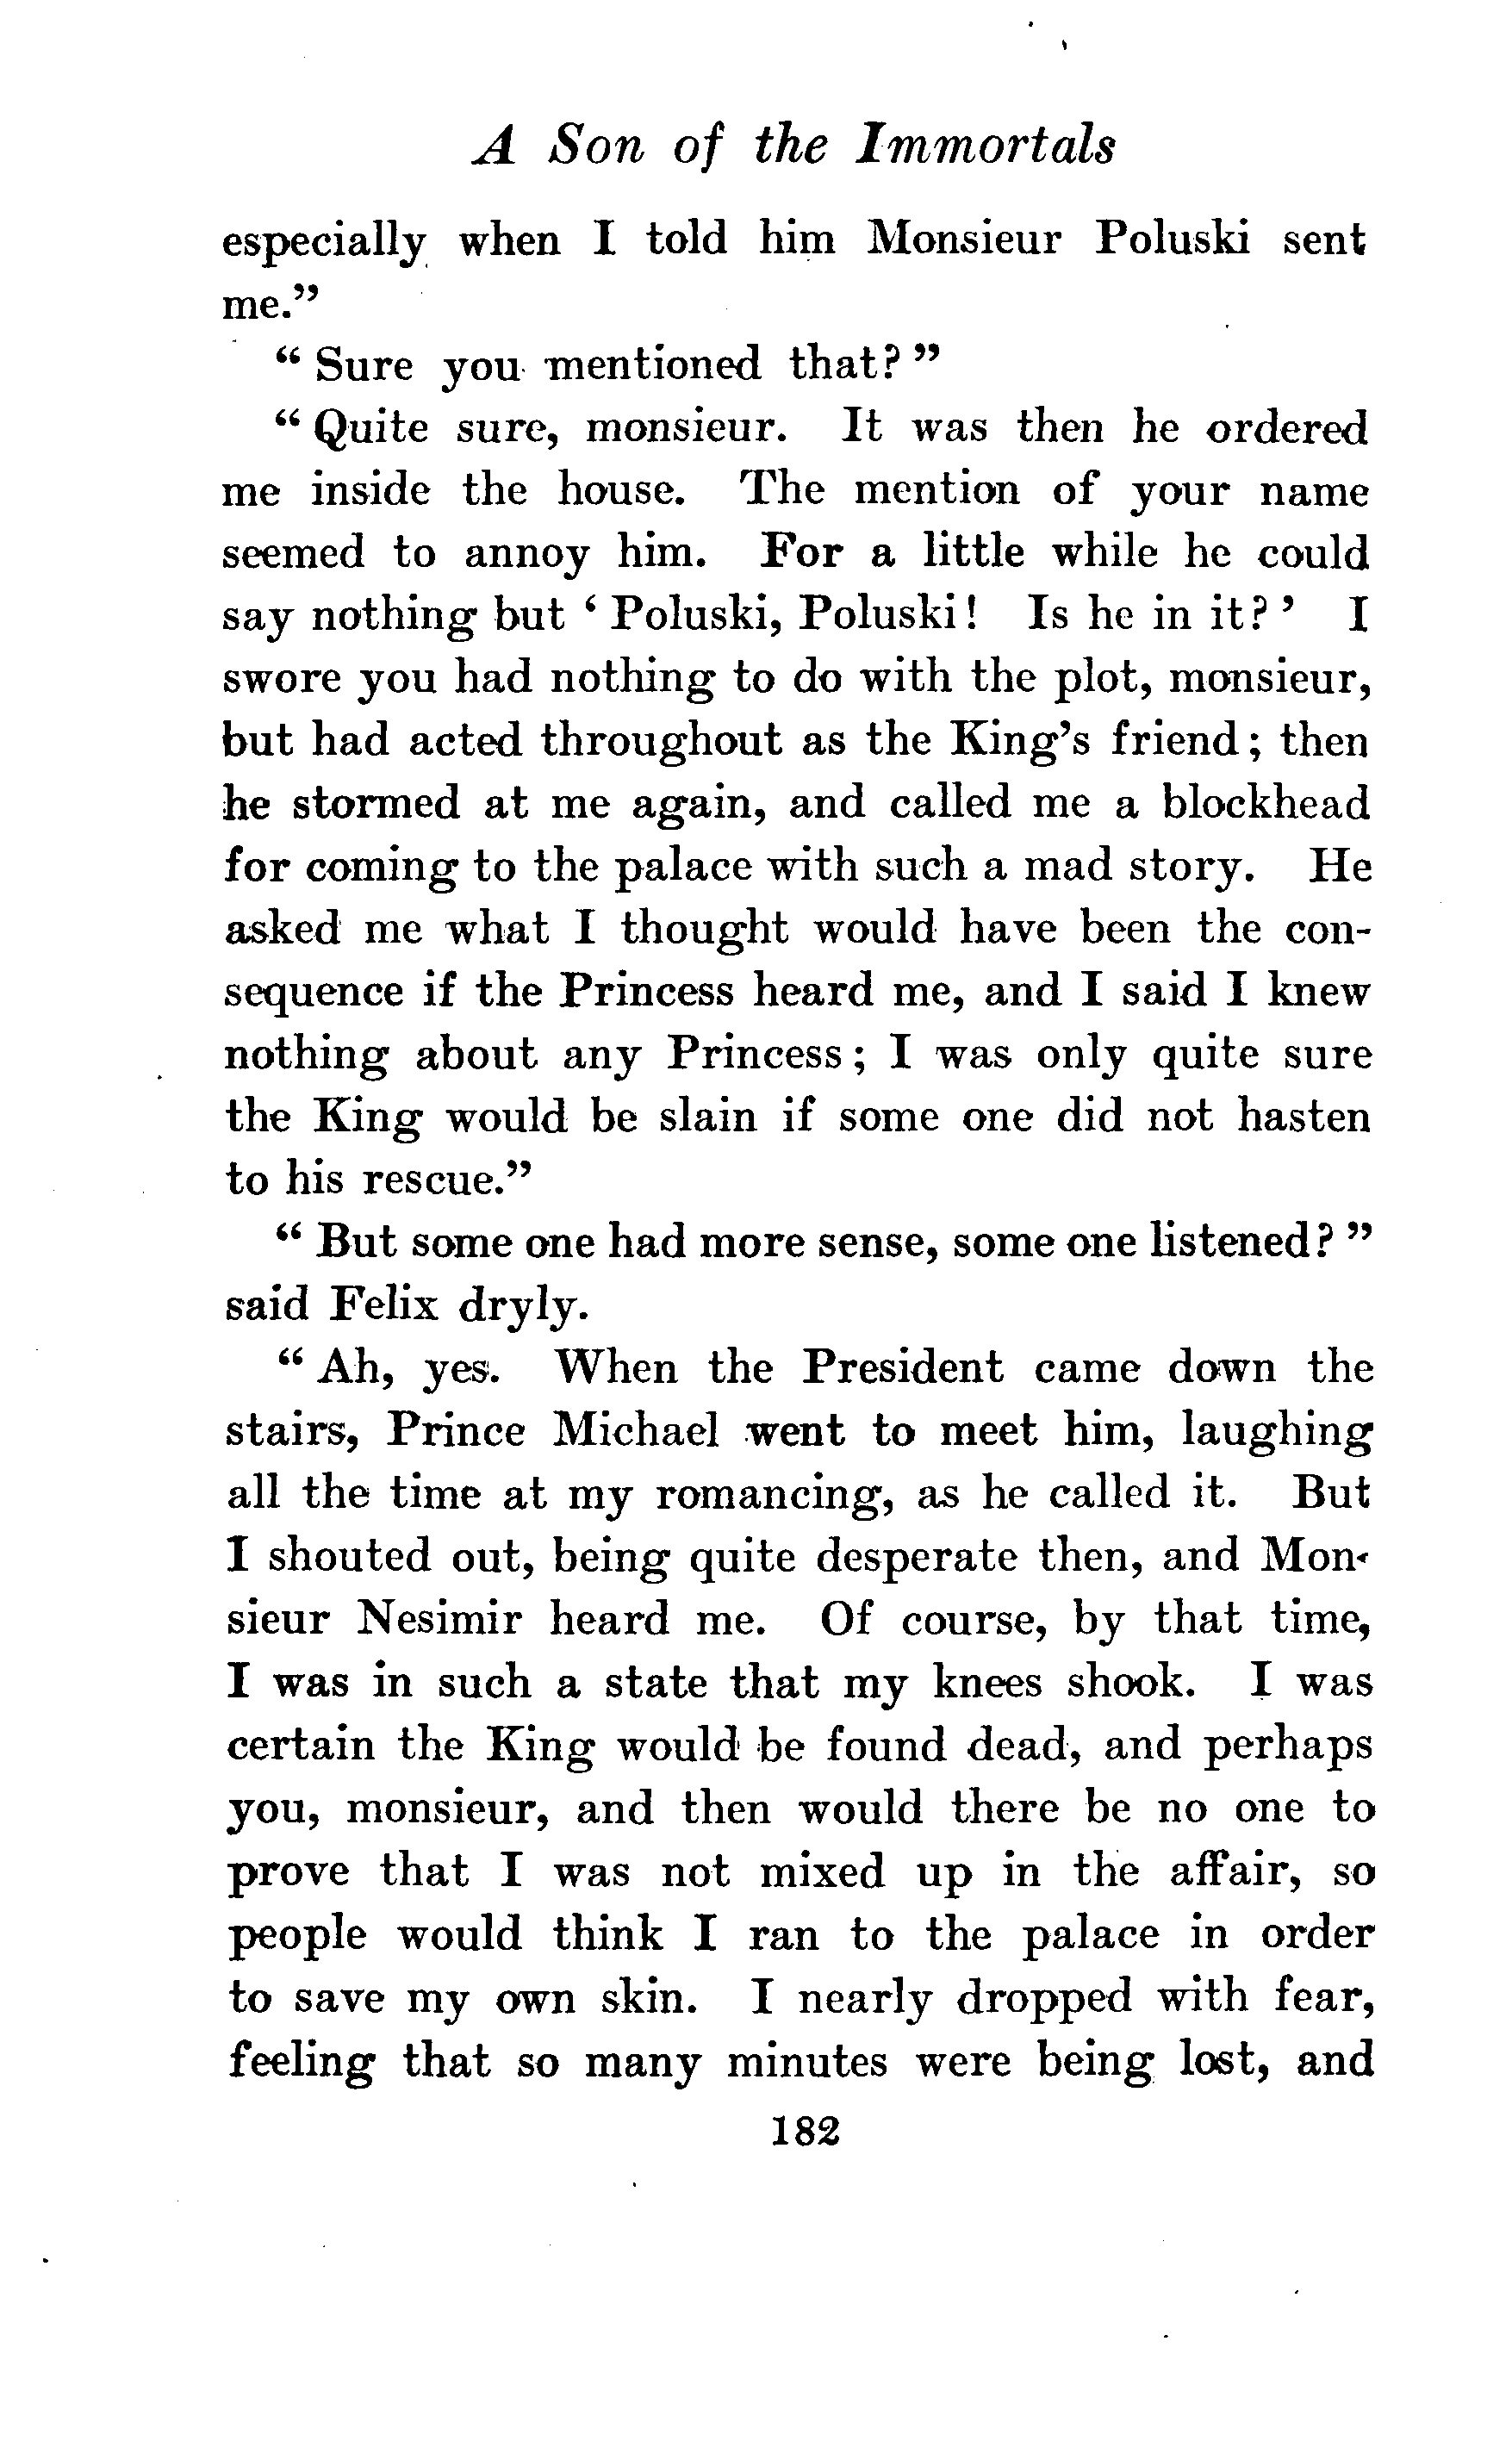 A Son of the Immortals
especially when I told him Monsieur Poluski sent
me."
" Sure you mentioned that? "
" Quite sure, monsieur. It was then he ordered
me inside the house. The mention of your name
seemed to annoy him. For a little while he could
say nothing but ' Poluski, Poluski! Is he in it? ' I
swore you had nothing to do with the plot, monsieur,
but had acted throughout as the King's friend; then
he stormed at me again, and called me a blockhead
for coming to the palace with such a mad story. He
asked me what I thought would have been the con-
sequence if the Princess heard me, and I said I knew
nothing about any Princess; I was only quite sure
the King would be slain if some one did not hasten
to his rescue."
" But some one had more sense, some one listened? "
said Felix dryly.
" Ah, yes. When the President came down the
stairs, Prince Michael went to meet him, laughing
all the time at my romancing, as he called it. But
I shouted out, being quite desperate then, and Mon-
sieur Nesimir heard me. Of course, by that time,
I was in such a state that my knees shook. I was
certain the King would be found dead, and perhaps
you, monsieur, and then would there be no one to
prove that I was not mixed up in the affair, so
people would think I ran to the palace in order
to save my own skin. I nearly dropped with fear,
feeling that so many minutes were being lost, and
182